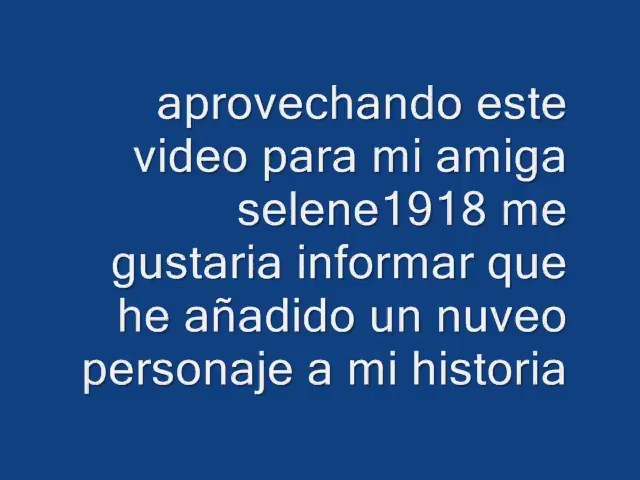 aprovechando este
video para mi amiga
selene1918 me
gustaria informar que
he añadido un nuveo
personaje a mi historia